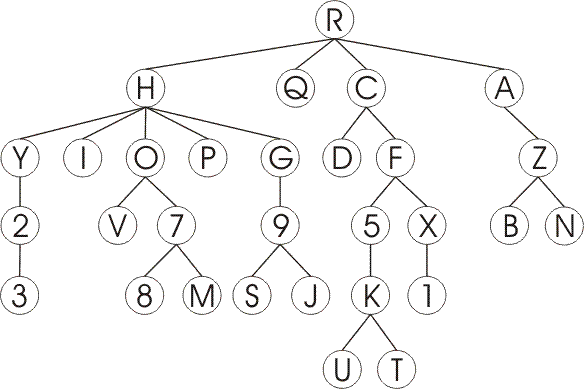 R
H Q C A
Y I O P G D F Z
2 V 7 9 5 X B N
3 8 M S J K 1
U T